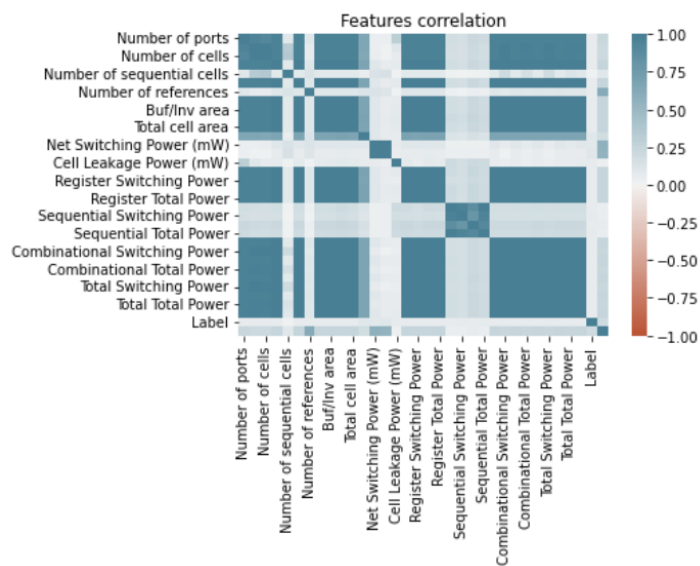 Features correlation
Number of ports
Number of cells
Number of sequential cells
Number of references
Buf/Inv area
Total cell area
Net Switching Power (mW)
Cell Leakage Power (mW)
Register Switching Power
Register Total Power
Sequential Switching Power
Sequential Total Power
Combinational Switching Power
Combinational Total Power
Total Switching Power
Total Total Power
Label
1.00
0.75
0.50
0.25
0.00
−0.25
−0.50
−0.75
−1.00
Number of ports
Number of cells
Number of sequential cells
Number of references
Buf/Inv area
Total cell area
Net Switching Power (mW)
Cell Leakage Power (mW)
Register Switching Power
Register Total Power
Sequential Switching Power
Sequential Total Power
Combinational Switching Power
Combinational Total Power
Total Switching Power
Total Total Power
Label